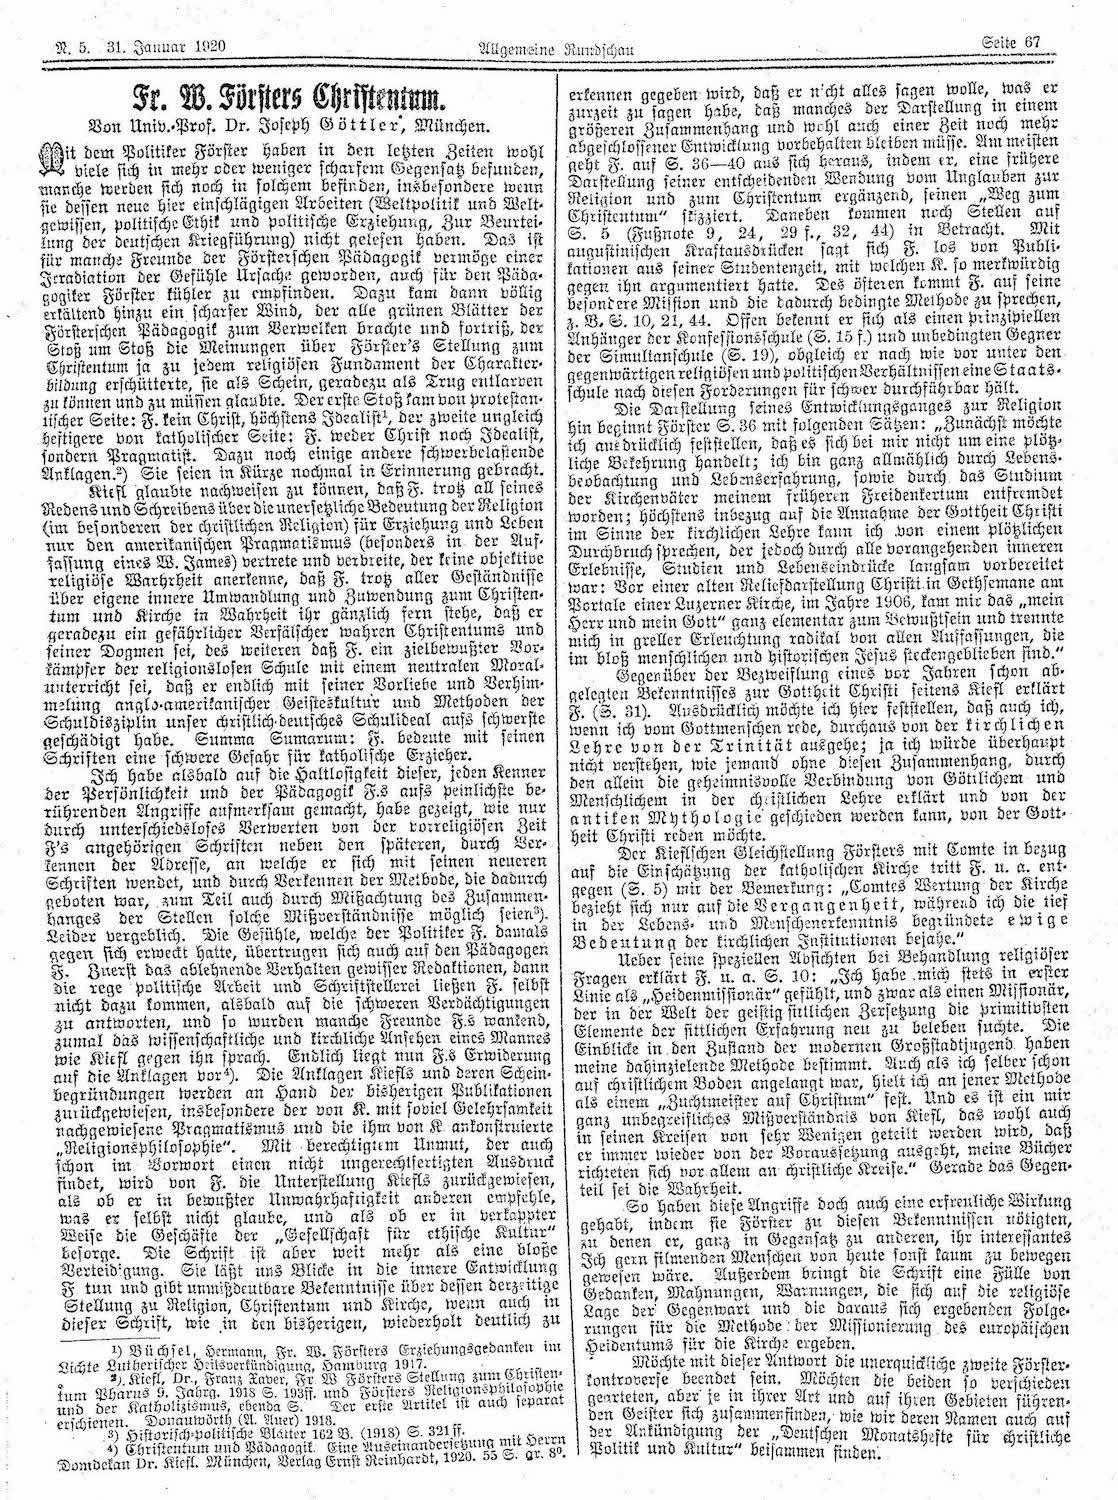 N. 5. 31. Januar 1920
Allgemeine Rundschau
Seite 67
Fr. W. Försters Christentum.
Von Univ.-Prof. Dr. Joseph Göttler, München.
Mit dem Politiker Förster haben in den letzten Zeiten wohl
viele sich in mehr oder weniger scharfem Gegensatz befunden,
manche werden sich noch in solchem befinden, insbesondere wenn
sie dessen neue hier einschlägigen Arbeiten (Weltpolitik und Welt-
gewissen, politische Ethik und politische Erziehung, Zur Beurtei-
lung der deutschen Kriegführung) nicht gelesen haben. Das ist
für manche Freunde der Försterschen Pädagogik vermöge einer
Irradiation der Gefühle Ursache geworden, auch für den Päda-
gogiker Förster kühler zu empfinden. Dazu kam dann völlig
erkältend hinzu ein scharfer Wind, der alle grünen Blätter der
Försterschen Pädagogik zum Verwelken brachte und fortriß, der
Stoß um Stoß die Meinungen über Förster's Stellung zum
Christentum ja zu jedem religiösen Fundament der Charakter-
bildung erschütterte, sie als Schein, geradezu als Trug entlarven
zu können und zu müssen glaubte. Der erste Stoß kam von protestan-
tischer Seite: F. kein Christ, höchstens Idealist¹, der zweite ungleich
heftigere von katholischer Seite: F. weder Christ noch Idealist,
sondern Pragmatist. Dazu noch einige andere schwerbelastende
Anklagen.²) Sie seien in Kürze nochmal in Erinnerung gebracht.
Kiefl glaubte nachweisen zu können, daß F. trotz all seines
Redens und Schreibens über die unersetzliche Bedeutung der Religion
(im besonderen der christlichen Religion) für Erziehung und Leben
nur den amerikanischen Pragmatismus (besonders in der Auf-
fassung eines W. James) vertrete und verbreite, der keine objektive
religiöse Wahrheit anerkenne, daß F. trotz aller Geständnisse
über eigene innere Umwandlung und Zuwendung zum Christen-
tum und Kirche in Wahrheit ihr gänzlich fern stehe, daß er
geradezu ein gefährlicher Verfälscher wahren Christentums und
seiner Dogmen sei, des weiteren daß F. ein zielbewußter Vor-
kämpfer der religionslosen Schule mit einem neutralen Moral-
unterricht sei, daß er endlich mit seiner Vorliebe und Verhim-
melung anglo-amerikanischer Geisteskultur und Methoden der
Schuldisziplin unser christlich-deutsches Schulideal aufs schwerste
geschädigt habe. Summa Sumarum: F. bedeute mit seinen
Schriften eine schwere Gefahr für katholische Erzieher.
Ich habe alsbald auf die Haltlosigkeit dieser, jeden Kenner
der Persönlichkeit und der Pädagogik F.s aufs peinlichste be-
rührenden Angriffe aufmerksam gemacht, habe gezeigt, wie nur
durch unterschiedsloses Verwerten von der vorreligiösen Zeit
F's angehörigen Schriften neben den späteren, durch Ver-
kennen der Adresse, an welche er sich mit seinen neueren
Schriften wendet, und durch Verkennen der Methode, die dadurch
geboten war, zum Teil auch durch Mißachtung des Zusammen-
hanges der Stellen solche Mißverständnisse möglich seien³).
Leider vergeblich. Die Gefühle, welche der Politiker F. damals
gegen sich erweckt hatte, übertrugen sich auch auf den Pädagogen
F. Zuerst das ablehnende Verhalten gewisser Redaktionen, dann
die rege politische Arbeit und Schriftstellerei ließen F. selbst
nicht dazu kommen, alsbald auf die schweren Verdächtigungen
zu antworten, und so wurden manche Freunde F.s wankend,
zumal das wissenschaftliche und kirchliche Ansehen eines Mannes
wie Kiefl gegen ihn sprach. Endlich liegt nun F.s Erwiderung
auf die Anklagen vor⁴). Die Anklagen Kiefls und deren Schein-
begründungen werden an Hand der bisherigen Publikationen
zurückgewiesen, insbesondere der von K. mit soviel Gelehrsamkeit
nachgewiesene Pragmatismus und die ihm von K ankonstruierte
„Religionsphilosophie“. Mit berechtigtem Unmut, der auch
schon im Vorwort einen nicht ungerechtfertigten Ausdruck
findet, wird von F. die Unterstellung Kiefls zurückgewiesen,
als ob er in bewußter Unwahrhaftigkeit anderen empfehle,
was er selbst nicht glaube, und als ob er in verkappter
Weise die Geschäfte der „Gesellschaft für ethische Kultur“
besorge. Die Schrift ist aber weit mehr als eine bloße
Verteidigung. Sie läßt uns Blicke in die innere Entwicklung
F tun und gibt unmißdeutbare Bekenntnisse über dessen derzeitige
Stellung zu Religion, Christentum und Kirche, wenn auch in
dieser Schrift, wie in den bisherigen, wiederholt deutlich zu
¹) Büchsel, Hermann, Fr. W. Försters Erziehungsgedanken im
Lichte Lutherischer Heilsverkündigung, Hamburg 1917.
²). Kiefl, Dr., Franz Xaver, Fr. W Försters Stellung zum Christen-
tum Pharus 9. Jahrg. 1918 S. 193ff. und Försters Religionsphilosophie
und der Katholizismus, ebenda S. Der erste Artitel ist auch separat
erschienen. Donauwörth (A. Auer) 1918.
³) Historisch-politische Blätter 162 B. (1918) S. 321 ff.
⁴) Christentum und Pädagogik. Eine Auseinandersetzung mit Herrn
Domdekan Dr. Kiefl. München, Verlag Ernst Reinhardt, 1920. 55 S. gr. 8⁰.
erkennen gegeben wird, daß er nicht alles sagen wolle, was er
zurzeit zu sagen habe, daß manches der Darstellung in einem
größeren Zusammenhang und wohl auch einer Zeit noch mehr
abgeschlossener Entwicklung vorbehalten bleiben müsse. Am meisten
geht F. auf S. 36—40 aus sich heraus, indem er, eine frühere
Darstellung seiner entscheidenden Wendung vom Unglauben zur
Religion und zum Christentum ergänzend, seinen „Weg zum
Christentum“ skizziert. Daneben kommen noch Stellen auf
S. 5 (Fußnote 9, 24, 29 f., 32, 44) in Betracht. Mit
augustinischen Kraftausdrücken sagt sich F. los von Publi-
kationen aus seiner Studentenzeit, mit welchen K. so merkwürdig
gegen ihn argumentiert hatte. Des öfteren kommt F. auf seine
besondere Mission und die dadurch bedingte Methode zu sprechen,
z. B. S. 10, 21, 44. Offen bekennt er sich als einen prinzipiellen
Anhänger der Konfessionsschule (S. 15 f.) und unbedingten Gegner
der Simultanschule (S. 19), obgleich er nach wie vor unter den
gegenwärtigen religiösen und politischen Verhältnissen eine Staats-
schule nach diesen Forderungen für schwer durchführbar hält.
Die Darstellung seines Entwicklungsganges zur Religion
hin beginnt Förster S. 36 mit folgenden Sätzen: „Zunächst möchte
ich ausdrücklich feststellen, daß es sich bei mir nicht um eine plötz-
liche Bekehrung handelt; ich bin ganz allmählich durch Lebens-
beobachtung und Lebenserfahrung, sowie durch das Studium
der Kirchenväter meinem früheren Freidenkertum entfremdet
worden; höchstens inbezug auf die Annahme der Gottheit Christi
im Sinne der kirchlichen Lehre kann ich von einem plötzlichen
Durchbruch sprechen, der jedoch durch alle vorangehenden inneren
Erlebnisse, Studien und Lebenseindrücke langsam vorbereitet
war: Vor einer alten Reliefdarstellung Christi in Gethsemane am
Portale einer Luzerner Kirche, im Jahre 1906, kam mir das „mein
Herr und mein Gott“ ganz elementar zum Bewußtsein und trennte
mich in greller Erleuchtung radikal von allen Auffassungen, die
im bloß menschlichen und historischen Jesus steckengeblieben sind.“
Gegenüber der Bezweiflung eines vor Jahren schon ab-
gelegten Bekenntnisses zur Gottheit Christi seitens Kiefl erklärt
F. (S. 31). Ausdrücklich möchte ich hier feststellen, daß auch ich,
wenn ich vom Gottmenschen rede, durchaus von der kirchlichen
Lehre von der Trinität ausgehe; ja ich würde überhaupt
nicht verstehen, wie jemand ohne diesen Zusammenhang, durch
den allein die geheimnisvolle Verbindung von Göttlichem und
Menschlichem in der christlichen Lehre erklärt und von der
antiken Mythologie geschieden werden kann, von der Gott-
heit Christi reden möchte.
Der Kieflschen Gleichstellung Försters mit Comte in bezug
auf die Einschätzung der katholischen Kirche tritt F. u. a. ent-
gegen (S. 5) mit der Bemerkung: „Comtes Wertung der Kirche
bezieht sich nur auf die Vergangenheit, während ich die tief
in der Lebens- und Menschenerkenntnis begründete ewige
Bedeutung der kirchlichen Institutionen bejahe.“
Ueber seine speziellen Absichten bei Behandlung religiöser
Fragen erklärt F. u. a. S. 10: „Ich habe mich stets in erster
Linie als „Heidenmissionär“ gefühlt, und zwar als einen Missionär,
der in der Welt der geistig sittlichen Zersetzung die primitivsten
Elemente der sittlichen Erfahrung neu zu beleben suchte. Die
Einblicke in den Zustand der modernen Großstadtjugend haben
meine dahinzielende Methode bestimmt. Auch als ich selber schon
auf christlichem Boden angelangt war, hielt ich an jener Methode
als einem „Zuchtmeister auf Christum“ fest. Und es ist ein mir
ganz unbegreifliches Mißverständnis von Kiefl, das wohl auch
in seinen Kreisen von sehr Wenigen geteilt werden wird, daß
er immer wieder von der Voraussetzung ausgeht, meine Bücher
richteten sich vor allem an christliche Kreise.“ Gerade das Gegen-
teil sei die Wahrheit.
So haben diese Angriffe doch auch eine erfreuliche Wirkung
gehabt, indem sie Förster zu diesen Bekenntnissen nötigten,
zu denen er, ganz in Gegensatz zu anderen, ihr interessantes
Ich gern filmenden Menschen von heute sonst kaum zu bewegen
gewesen wäre. Außerdem bringt die Schrift eine Fülle von
Gedanken, Mahnungen, Warnungen, die sich auf die religiöse
Lage der Gegenwart und die daraus sich ergebenden Folge-
rungen für die Methode der Missionierung des europäischen
Heidentums für die Kirche ergeben.
Möchte mit dieser Antwort die unerquickliche zweite Förster-
kontroverse beendet sein. Möchten die beiden so verschieden
gearteten, aber je in ihrer Art und auf ihren Gebieten führen-
den Geister sich zusammenfinden, wie wir deren Namen auch auf
der Ankündigung der „Deutschen Monatshefte für christliche
Politik und Kultur“ beisammen finden.